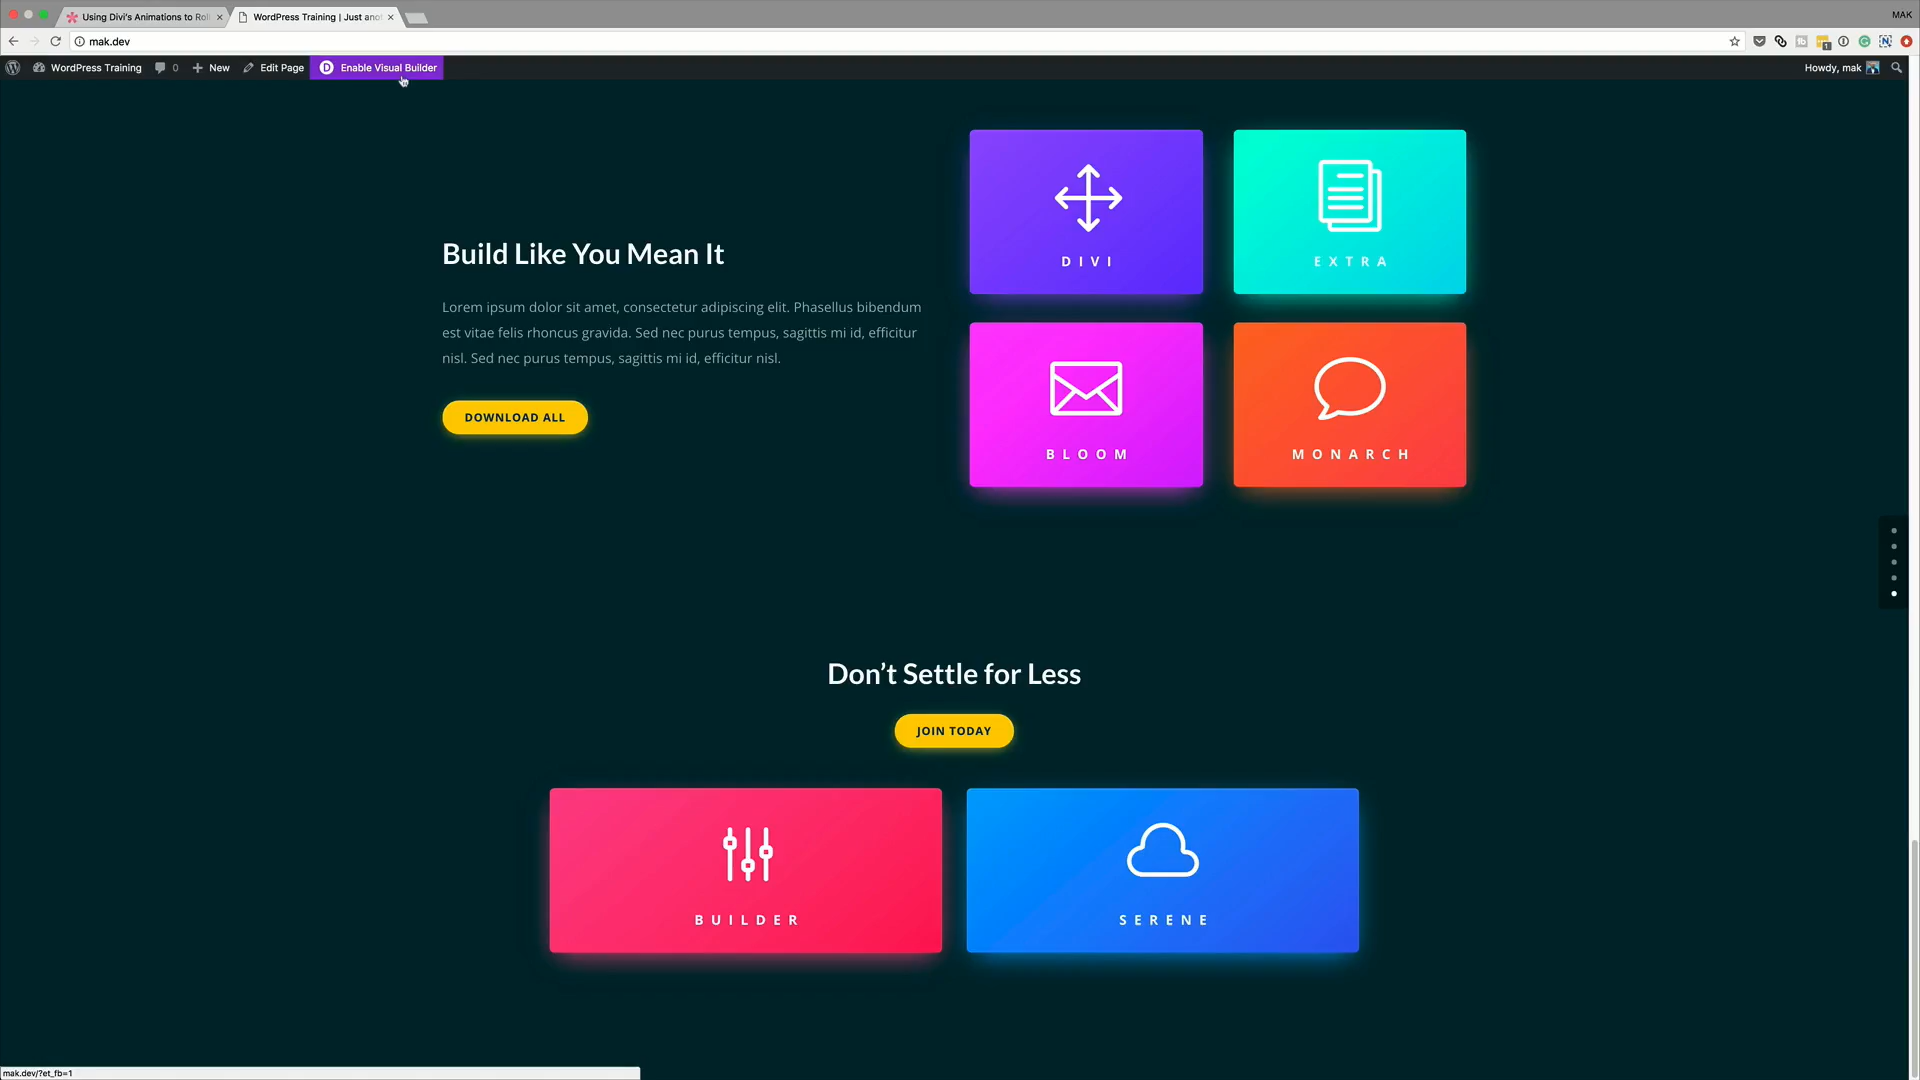 Using Divi's Animations to Roll
WordPress Training | Just ano
MAK
mak.dev
WordPress Training
0
New
Edit Page
D
Enable Visual Builder
Howdy, mak
Build Like You Mean It
Lorem ipsum dolor sit amet, consectetur adipiscing elit. Phasellus bibendum
est vitae felis rhoncus gravida. Sed nec purus tempus, sagittis mi id, efficitur
nisl. Sed nec purus tempus, sagittis mi id, efficitur nisl.
DOWNLOAD ALL
DIVI
EXTRA
BLOOM
MONARCH
Don’t Settle for Less
JOIN TODAY
BUILDER
SERENE
mak.dev/?et_fb=1